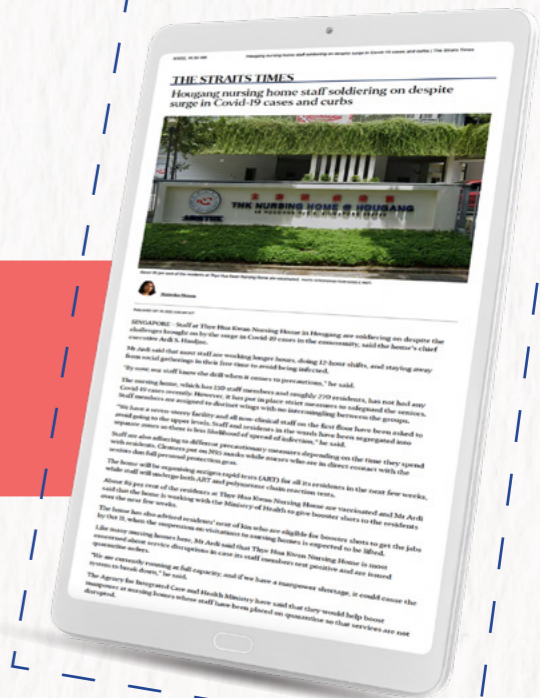 Hougang nursing home staff soldiering on despite surge in Covid-19 cases and curbs | The Straits Times
THE STRAITS TIMES
Hougang nursing home staff soldiering on despite
surge in Covid-19 cases and curbs
THK NURSING HOME @ HOUGANG
SINGAPORE - Staff at Thye Hua Kwan Nursing Home in Hougang are soldiering on despite the
challenges brought on by the surge in Covid-19 cases in the community, said the home's chief
executive Ardi S. Hardjoe.
Mr Ardi said that most staff are working longer hours, doing 12-hour shifts, and staying away
from social gatherings in their free time to avoid being infected.
"By now, our staff know the drill when it comes to precautions," he said.
The nursing home, which has 150 staff members and roughly 270 residents, has not had any
Covid-19 cases recently. However, it has put in place strict measures to safeguard the seniors.
Staff members are assigned to distinct wings with no intermingling between the groups.
"We have a seven-storey facility and all non-clinical staff on the first floor have been asked to
avoid going to the upper levels. Staff and residents in the wards have been segregated into
separate zones so there is less likelihood of spread of infection," he said.
Staff are also adhering to different precautionary measures depending on the time they spend
with residents. Cleaners put on N95 masks while nurses who are in direct contact with the
seniors don full personal protection gear.
The home will be organising antigen rapid tests (ART) for all its residents in the next few weeks,
while staff will undergo both ART and polymerase chain reaction tests.
About 85 per cent of the residents at Thye Hua Kwan Nursing Home are vaccinated and Mr Ardi
said that the home is working with the Ministry of Health to give booster shots to the residents
over the next few weeks.
The home has also advised residents' next of kin who are eligible for booster shots to get the jabs
by Oct 11, when the suspension on visitations to nursing homes is expected to be lifted.
Like many nursing homes here, Mr Ardi said that Thye Hua Kwan Nursing Home is most
concerned about service disruptions in case its staff members test positive and are issued
quarantine orders.
"We are currently running at full capacity, and if we have a manpower shortage, it could cause the
system to break down," he said.
The Agency for Integrated Care and Health Ministry have said that they would help boost
manpower at nursing homes whose staff have been placed on quarantine so that services are not
disrupted.